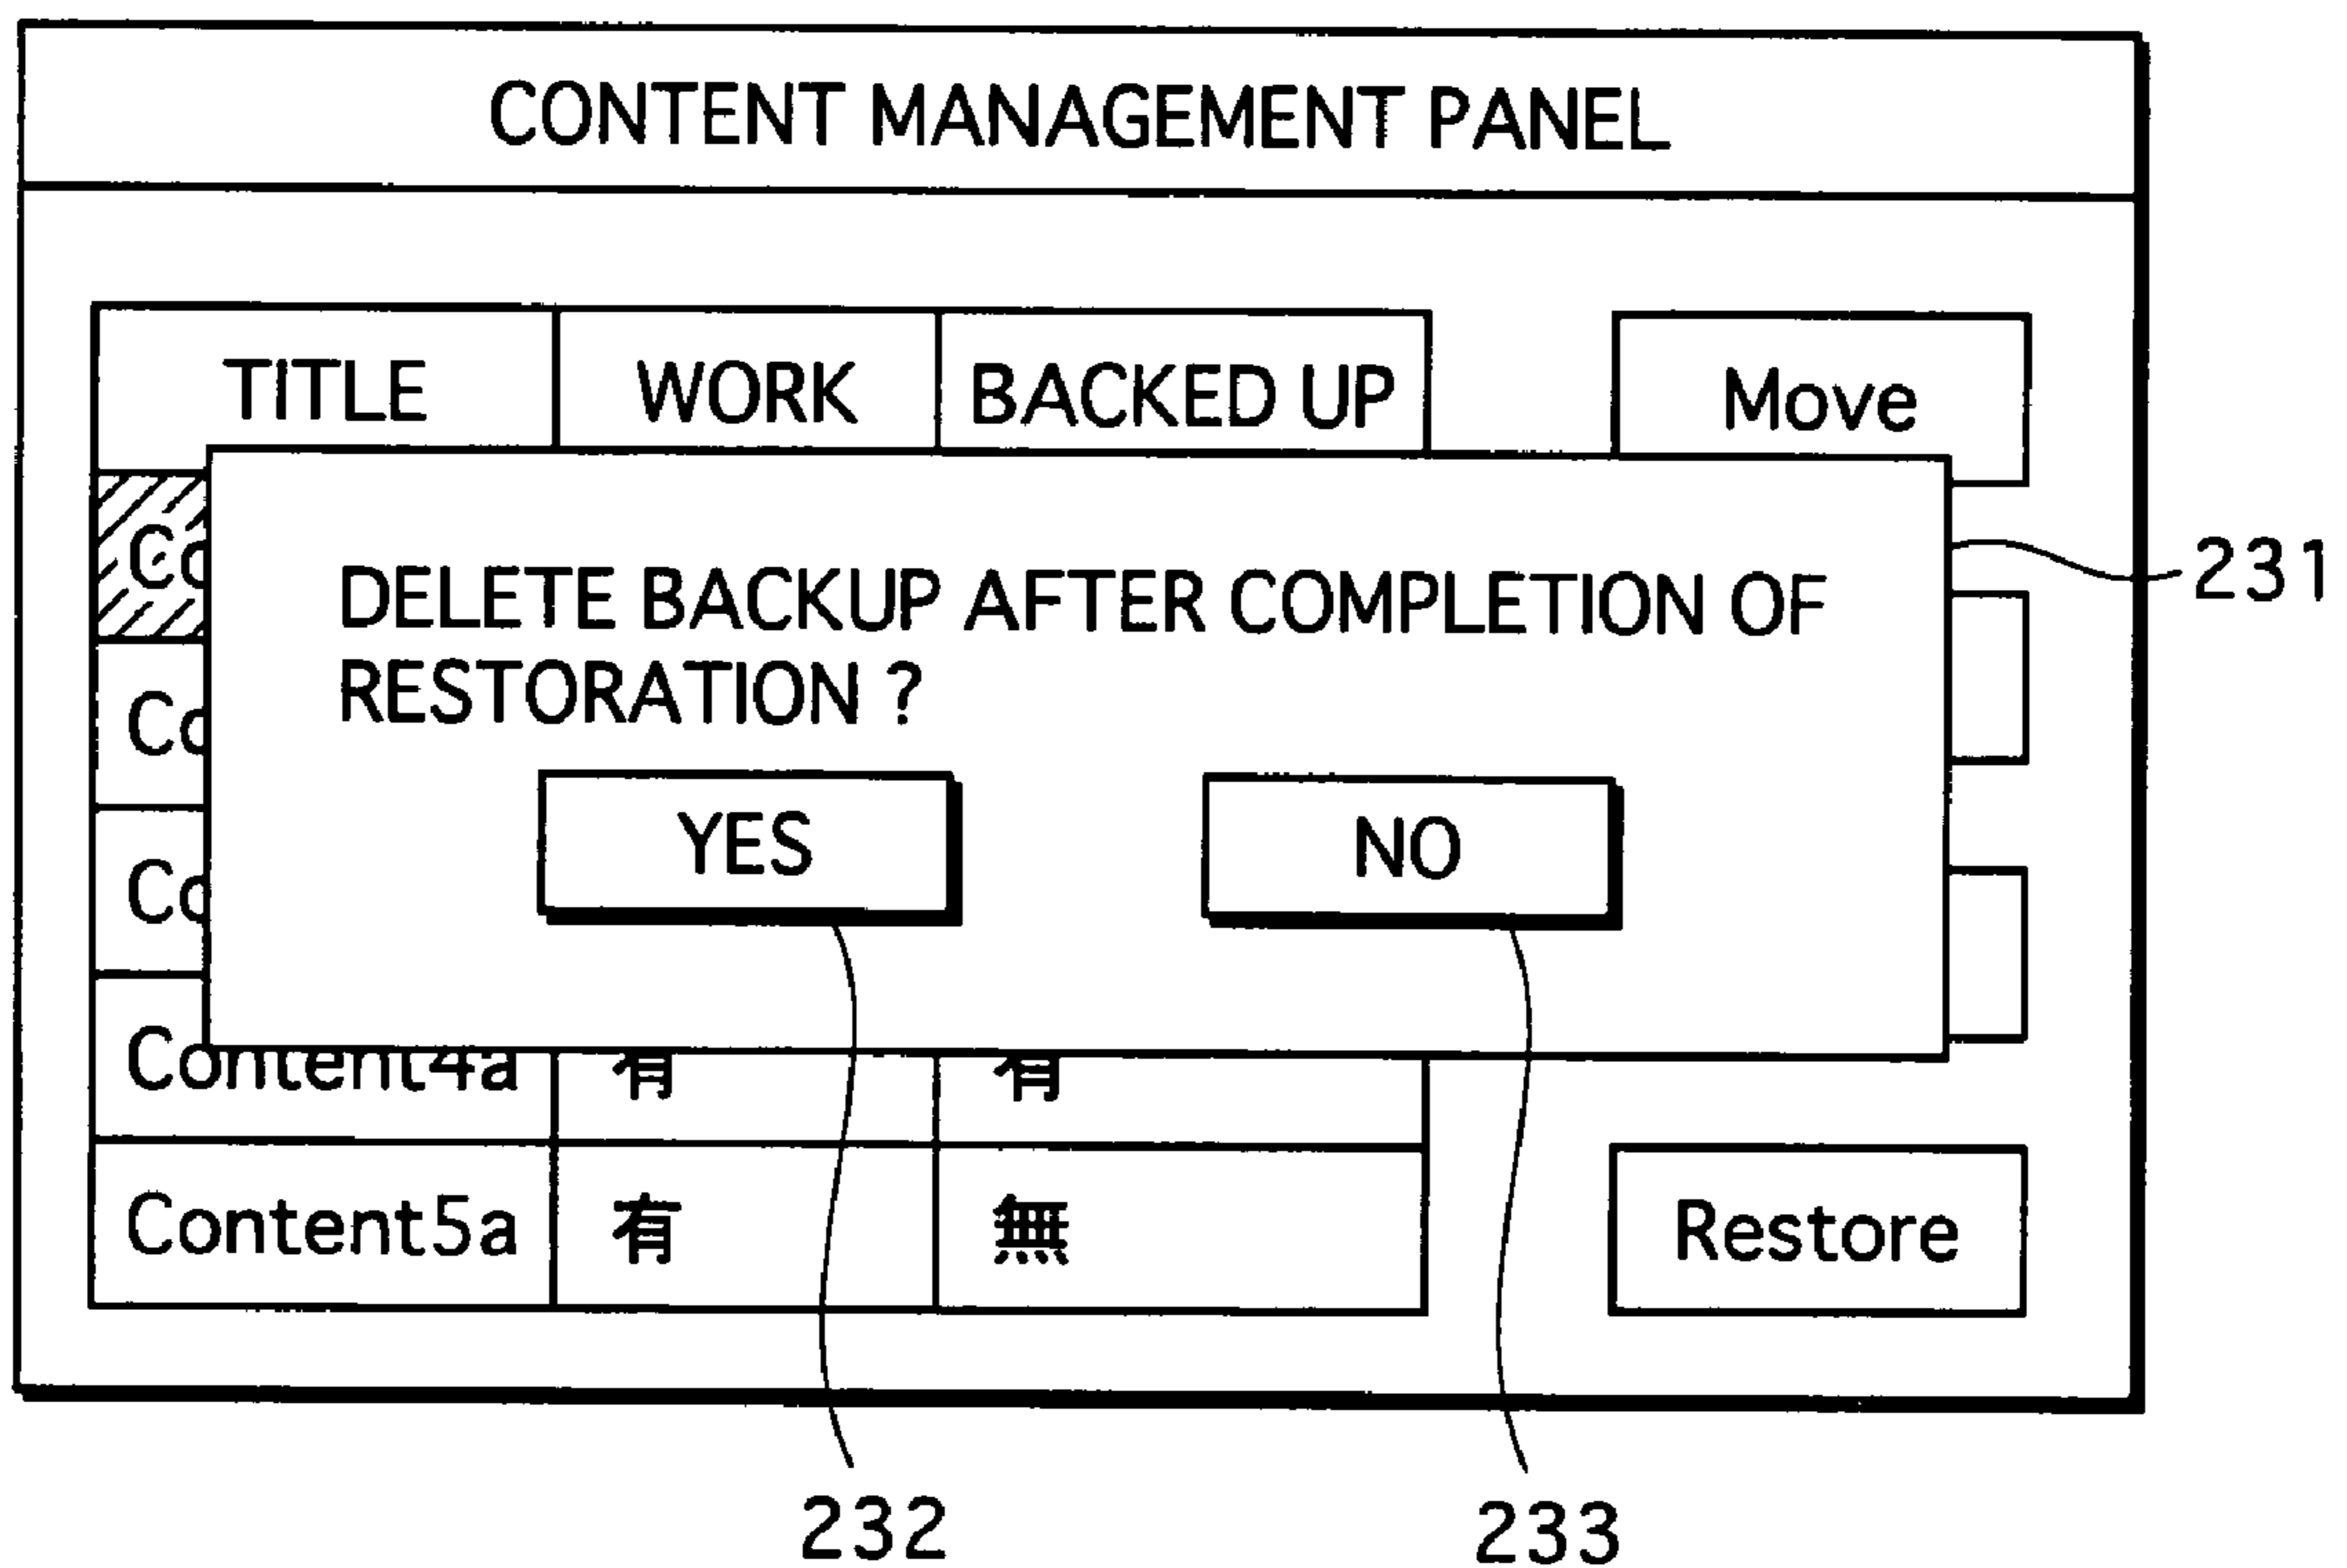 CONTENT MANAGEMENT PANEL
TITLE WORK BACKED UP Move
DELETE BACKUP AFTER COMPLETION OF
RESTORATION ?
231
YES NO
Content4a 有 有
Content5a 有 無 Restore
232 233